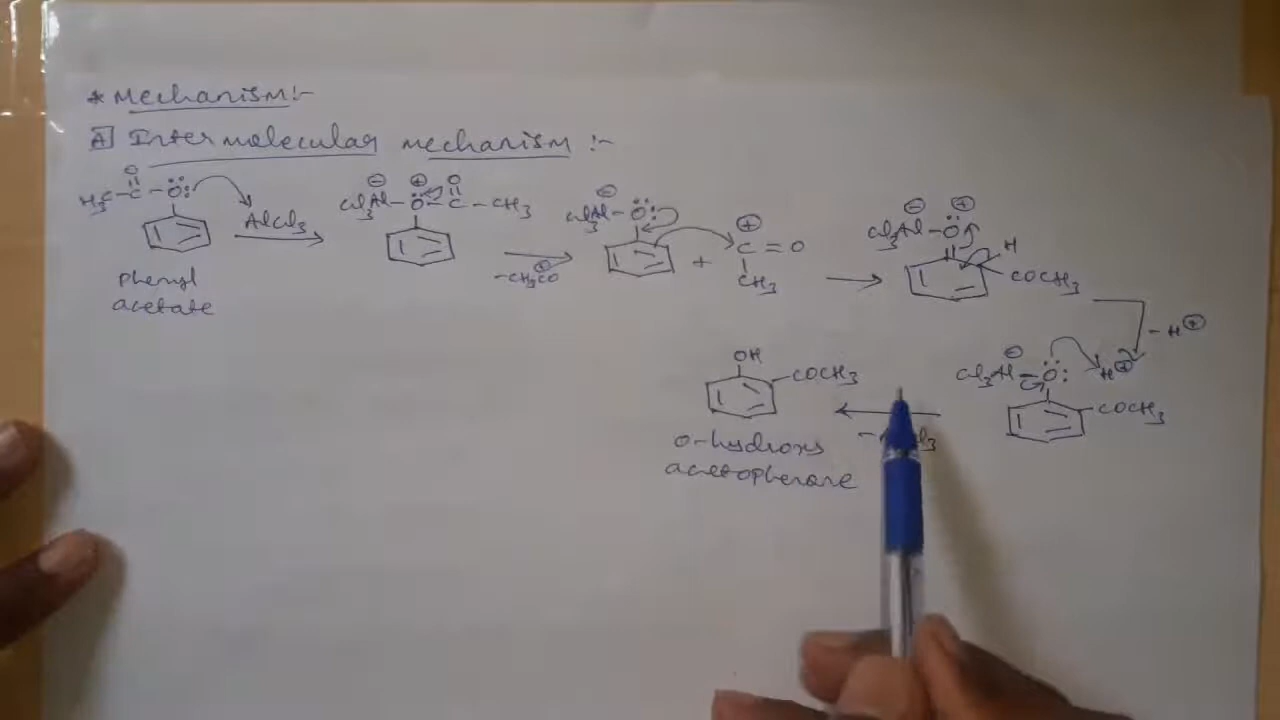 * Mechanism:-
A Intermolecular mechanism :-
O
H3C-C-O:
AlCl3
Phenyl
acetate
⊖ ⊕ O
Cl3Al-O-C-CH3
-CH3CO⊕
⊖
Cl3Al-O:
+
⊕
C=O
CH3
⊖ ⊕
Cl3Al-O
H
COCH3
-H⊕
⊖
Cl3Al-O: H⊕
COCH3
OH
COCH3
O-hydroxy
acetophenone